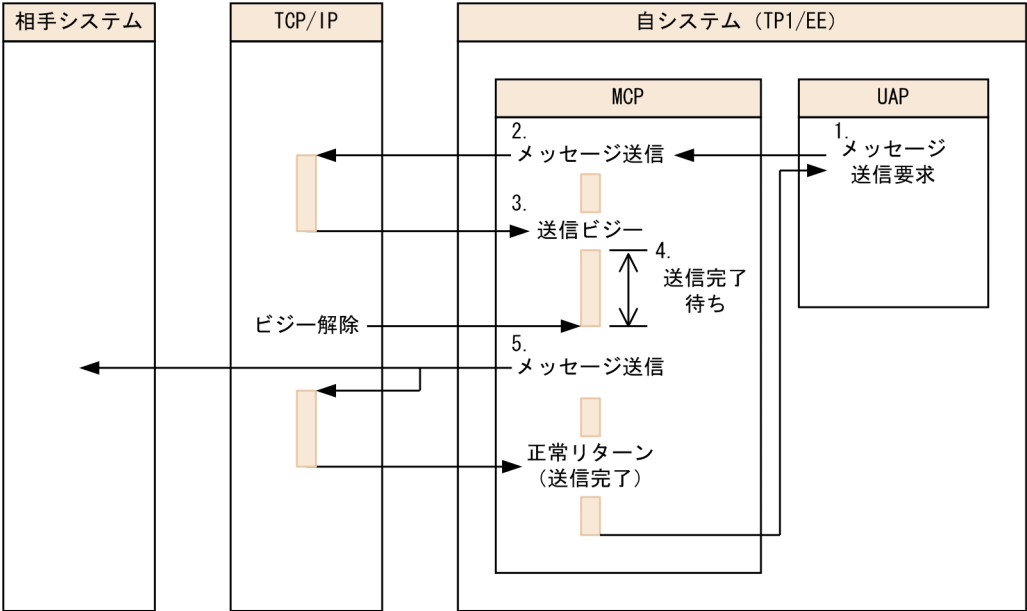 相手システム
TCP/IP
自システム（TP1/EE）
MCP
UAP
1.
メッセージ
送信要求
2.
メッセージ送信
3.
送信ビジー
4.
送信完了
待ち
ビジー解除
5.
メッセージ送信
正常リターン
（送信完了）